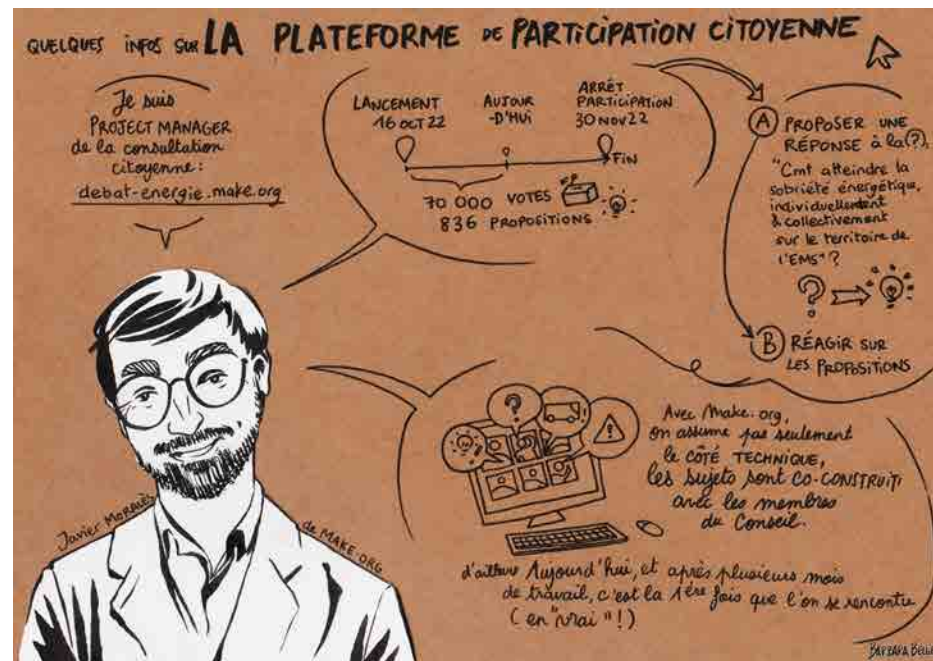 QUELQUES INFOS SUR LA PLATEFORME DE PARTICIPATION CITOYENNE
Je suis
PROJECT MANAGER
de la consultation
citoyenne :
debat-energie.make.org
LANCEMENT
16 OCT 22
AUJOUR
-D'HUI
ARRÊT
PARTICIPATION
30 NOV 22
FIN
70 000 VOTES
836 PROPOSITIONS
A PROPOSER UNE
RÉPONSE à la (?),
"Cmt atteindre la
sobriété énergétique,
individuellement
& collectivement
sur le territoire de
l'EMS" ?
B RÉAGIR SUR
LES PROPOSITIONS
Avec Make.org,
on assume pas seulement
le CÔTÉ TECHNIQUE,
les sujets sont CO-CONSTRUITS
avec les membres
du Conseil.
d'ailleurs Aujourd'hui, et après plusieurs mois
de travail, c'est la 1ère fois que l'on se rencontre
(en "vrai" !)
Javier
de MAKE.ORG
BARBARA